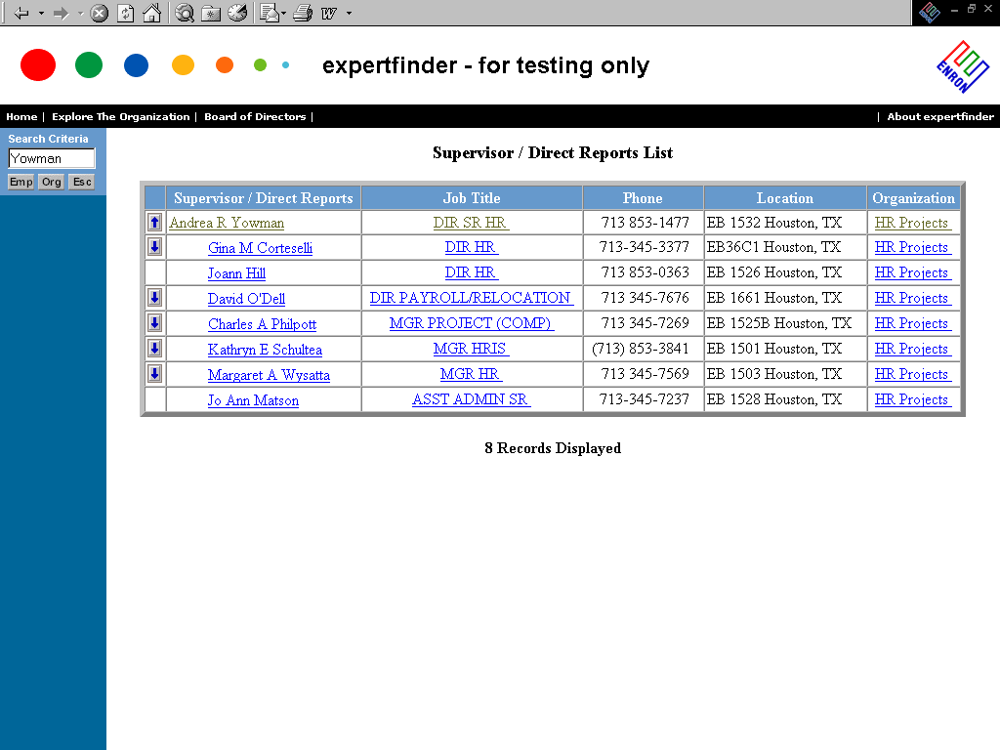 expertfinder - for testing only
ENRON
Home | Explore The Organization | Board of Directors | | About expertfinder
Search Criteria
Yowman
Emp Org Esc
Supervisor / Direct Reports List
Supervisor / Direct Reports Job Title Phone Location Organization
Andrea R Yowman DIR SR HR 713 853-1477 EB 1532 Houston, TX HR Projects
Gina M Corteselli DIR HR 713-345-3377 EB36C1 Houston, TX HR Projects
Joann Hill DIR HR 713 853-0363 EB 1526 Houston, TX HR Projects
David O'Dell DIR PAYROLL/RELOCATION 713 345-7676 EB 1661 Houston, TX HR Projects
Charles A Philpott MGR PROJECT (COMP) 713 345-7269 EB 1525B Houston, TX HR Projects
Kathryn E Schultea MGR HRIS (713) 853-3841 EB 1501 Houston, TX HR Projects
Margaret A Wysatta MGR HR 713 345-7569 EB 1503 Houston, TX HR Projects
Jo Ann Matson ASST ADMIN SR 713-345-7237 EB 1528 Houston, TX HR Projects
8 Records Displayed